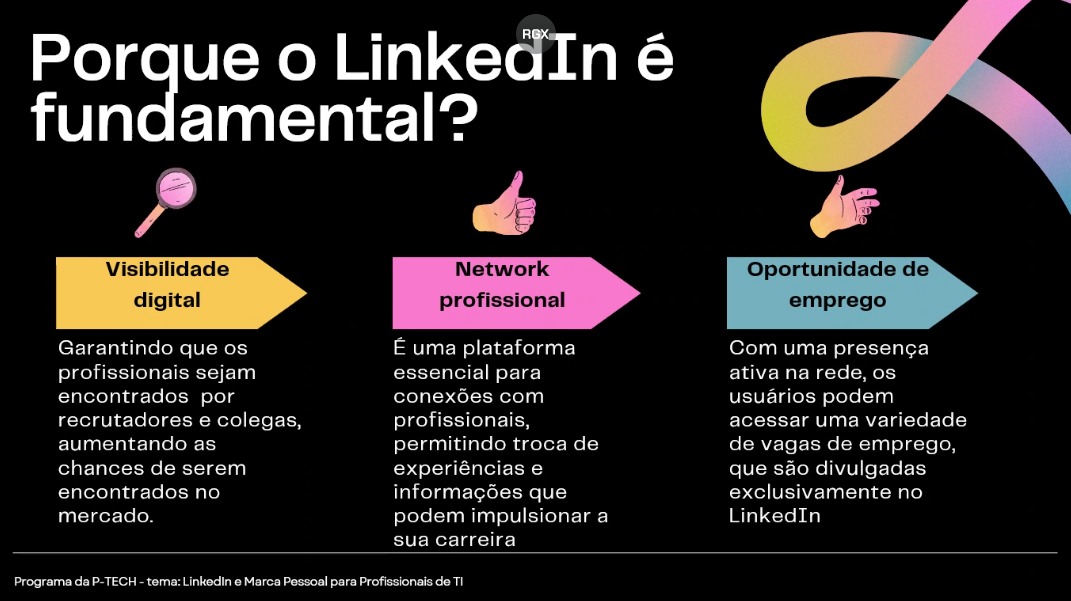 RGX
Porque o LinkedIn é
fundamental?
Visibilidade
digital
Garantindo que os
profissionais sejam
encontrados  por
recrutadores e colegas,
aumentando as
chances de serem
encontrados no
mercado.
Network
profissional
É uma plataforma
essencial para
conexões com
profissionais,
permitindo troca de
experiências e
informações que
podem impulsionar a
sua carreira
Oportunidade de
emprego
Com uma presença
ativa na rede, os
usuários podem
acessar uma variedade
de vagas de emprego,
que são divulgadas
exclusivamente no
LinkedIn
Programa da P-TECH - tema: LinkedIn e Marca Pessoal para Profissionais de TI